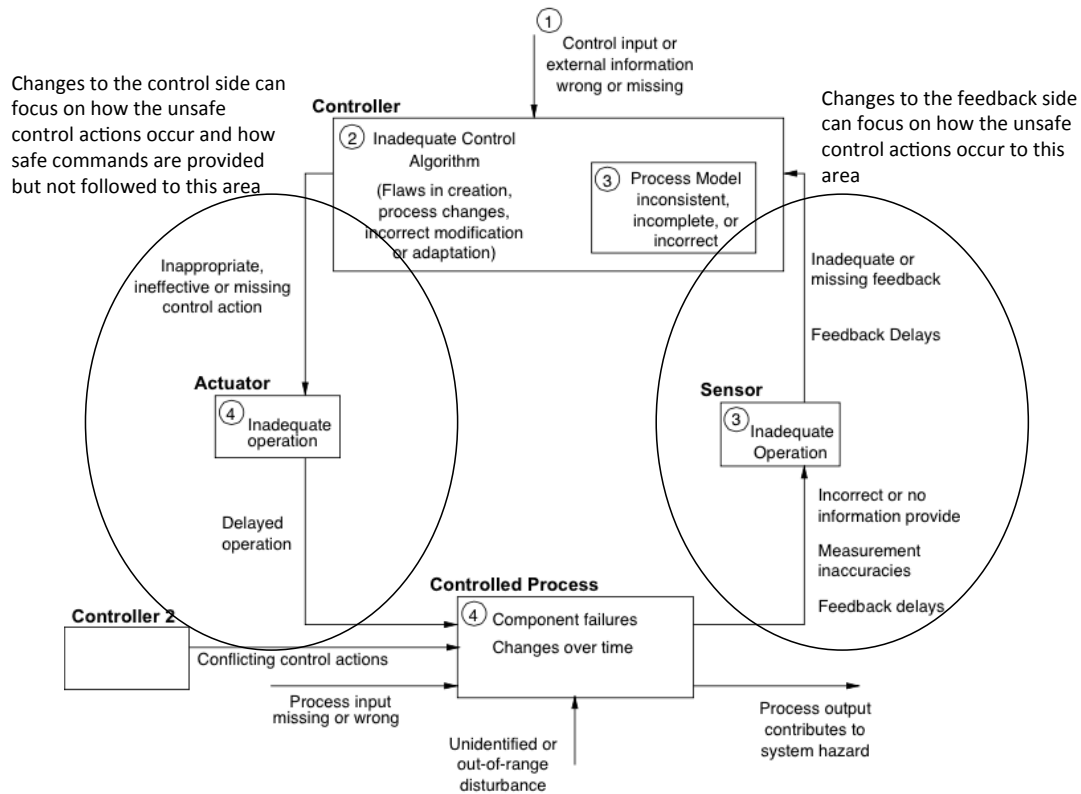 1
Control input or
external information
wrong or missing
Changes to the control side can
focus on how the unsafe
control actions occur and how
safe commands are provided
but not followed to this area
Changes to the feedback side
can focus on how the unsafe
control actions occur to this
area
Controller
2 Inadequate Control
Algorithm
(Flaws in creation,
process changes,
incorrect modification
or adaptation)
3 Process Model
inconsistent,
incomplete, or
incorrect
Inappropriate,
ineffective or missing
control action
Inadequate or
missing feedback
Feedback Delays
Actuator
4 Inadequate
operation
Sensor
3 Inadequate
Operation
Delayed
operation
Incorrect or no
information provide
Measurement
inaccuracies
Feedback delays
Controlled Process
4 Component failures
Changes over time
Controller 2
Conflicting control actions
Process input
missing or wrong
Unidentified or
out-of-range
disturbance
Process output
contributes to
system hazard